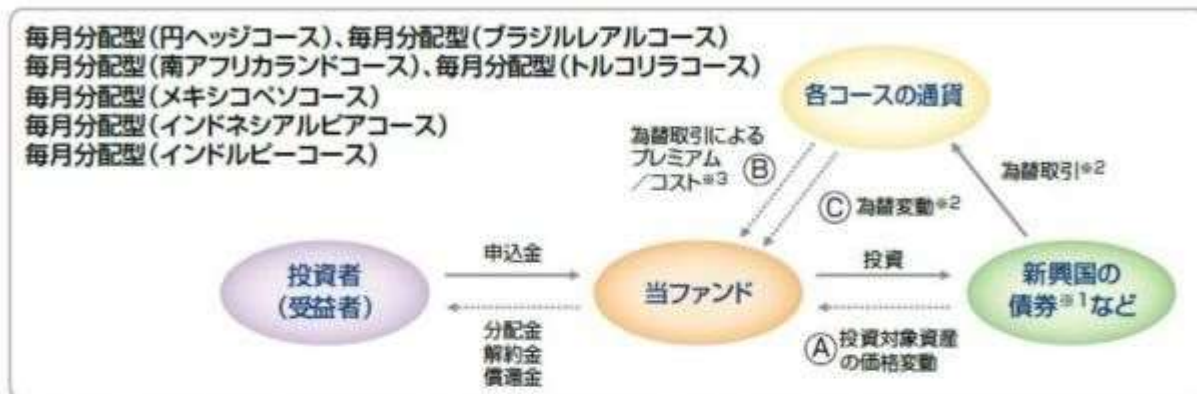 毎月分配型(円ヘッジコース)、毎月分配型(ブラジルレアルコース)
毎月分配型(南アフリカランドコース)、毎月分配型(トルコリラコース)
毎月分配型(メキシコペソコース)
毎月分配型(インドネシアルピアコース)
毎月分配型(インドルピーコース)
各コースの通貨
為替取引による
プレミアム
/コスト※3
Ⓑ
Ⓒ 為替変動※2
為替取引※2
投資者
(受益者)
申込金
分配金
解約金
償還金
当ファンド
投資
Ⓐ 投資対象資産
の価格変動
新興国の
債券※1など